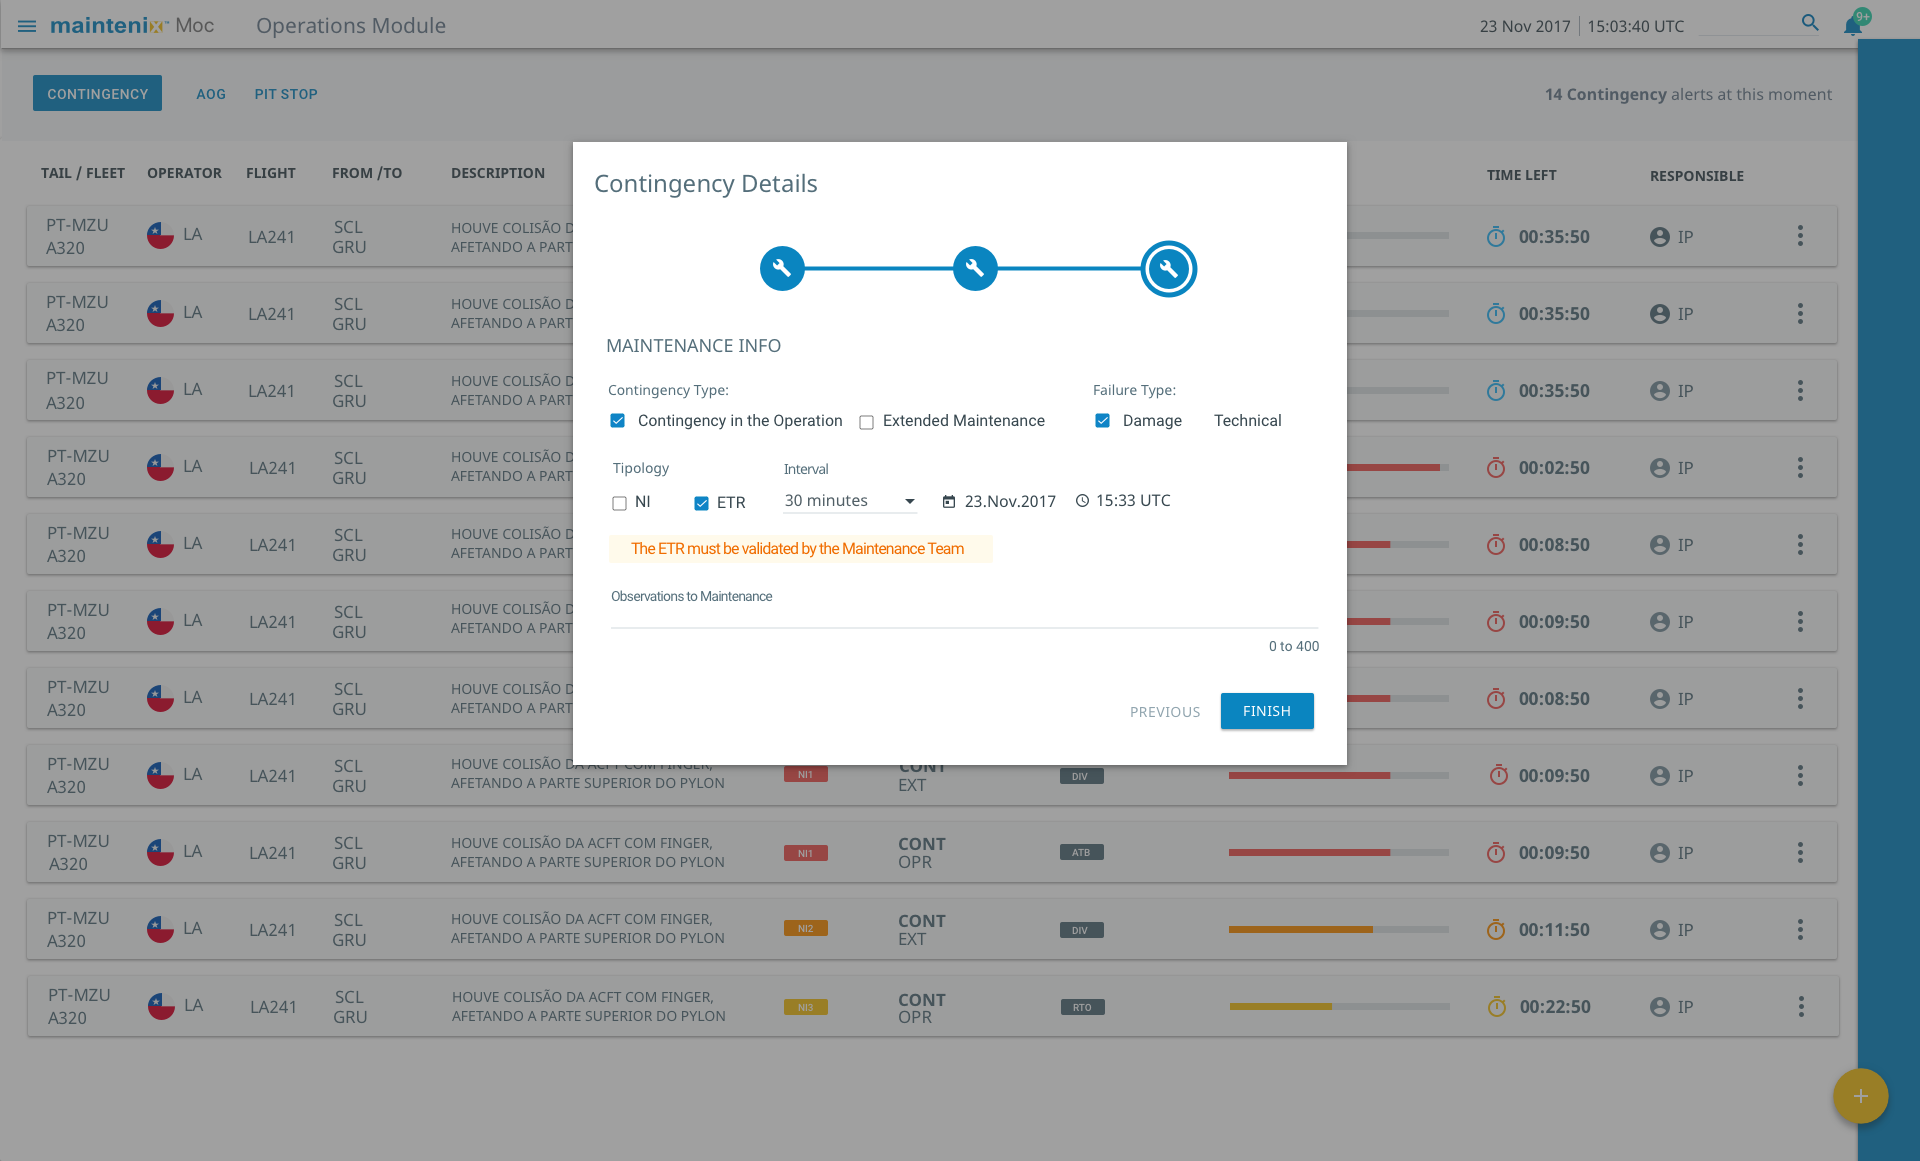 maintenix™ Moc Operations Module 23 Nov 2017 15:03:40 UTC 9+
CONTINGENCY AOG PIT STOP 14 Contingency alerts at this moment
TAIL / FLEET OPERATOR FLIGHT FROM /TO DESCRIPTION TIME LEFT RESPONSIBLE
Contingency Details
PT-MZU LA LA241 SCL HOUVE COLISÃO 00:35:50 IP
A320 GRU AFETANDO A PART
PT-MZU LA LA241 SCL HOUVE COLISÃO 00:35:50 IP
A320 GRU AFETANDO A PART
MAINTENANCE INFO
PT-MZU LA LA241 SCL HOUVE COLISÃO 00:35:50 IP
A320 GRU AFETANDO A PART
Contingency Type: Failure Type:
Contingency in the Operation Extended Maintenance Damage Technical
PT-MZU LA LA241 SCL HOUVE COLISÃO 00:02:50 IP
A320 GRU AFETANDO A PART
Tipology Interval
NI ETR 30 minutes 23.Nov.2017 15:33 UTC
PT-MZU LA LA241 SCL HOUVE COLISÃO 00:08:50 IP
A320 GRU AFETANDO A PART
The ETR must be validated by the Maintenance Team
PT-MZU LA LA241 SCL HOUVE COLISÃO 00:09:50 IP
A320 GRU AFETANDO A PART
Observations to Maintenance
0 to 400
PT-MZU LA LA241 SCL HOUVE COLISÃO 00:08:50 IP
A320 GRU AFETANDO A PART
PREVIOUS FINISH
PT-MZU LA LA241 SCL HOUVE COLISÃO DA ACFT COM FINGER, NI1 CONT DIV 00:09:50 IP
A320 GRU AFETANDO A PARTE SUPERIOR DO PYLON EXT
PT-MZU LA LA241 SCL HOUVE COLISÃO DA ACFT COM FINGER, NI1 CONT ATB 00:09:50 IP
A320 GRU AFETANDO A PARTE SUPERIOR DO PYLON OPR
PT-MZU LA LA241 SCL HOUVE COLISÃO DA ACFT COM FINGER, NI2 CONT DIV 00:11:50 IP
A320 GRU AFETANDO A PARTE SUPERIOR DO PYLON EXT
PT-MZU LA LA241 SCL HOUVE COLISÃO DA ACFT COM FINGER, NI3 CONT RTO 00:22:50 IP
A320 GRU AFETANDO A PARTE SUPERIOR DO PYLON OPR
+